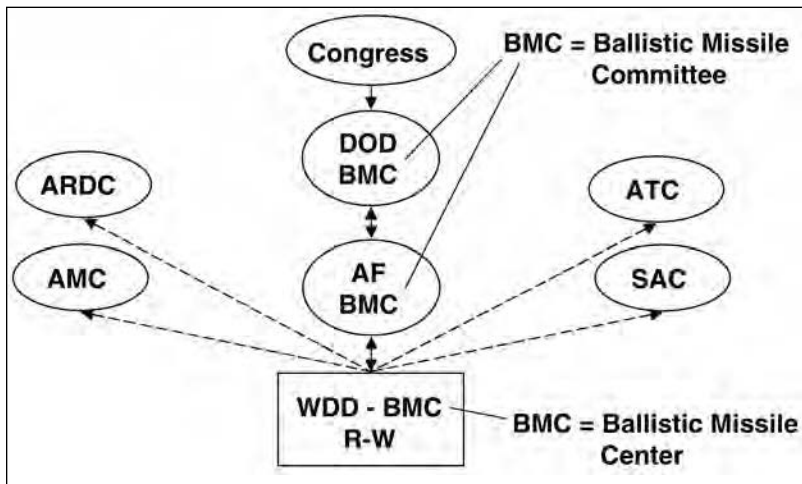 Congress
BMC = Ballistic Missile
Committee
DOD
BMC
ARDC
ATC
AMC
AF
BMC
SAC
WDD - BMC
R-W
BMC = Ballistic Missile
Center